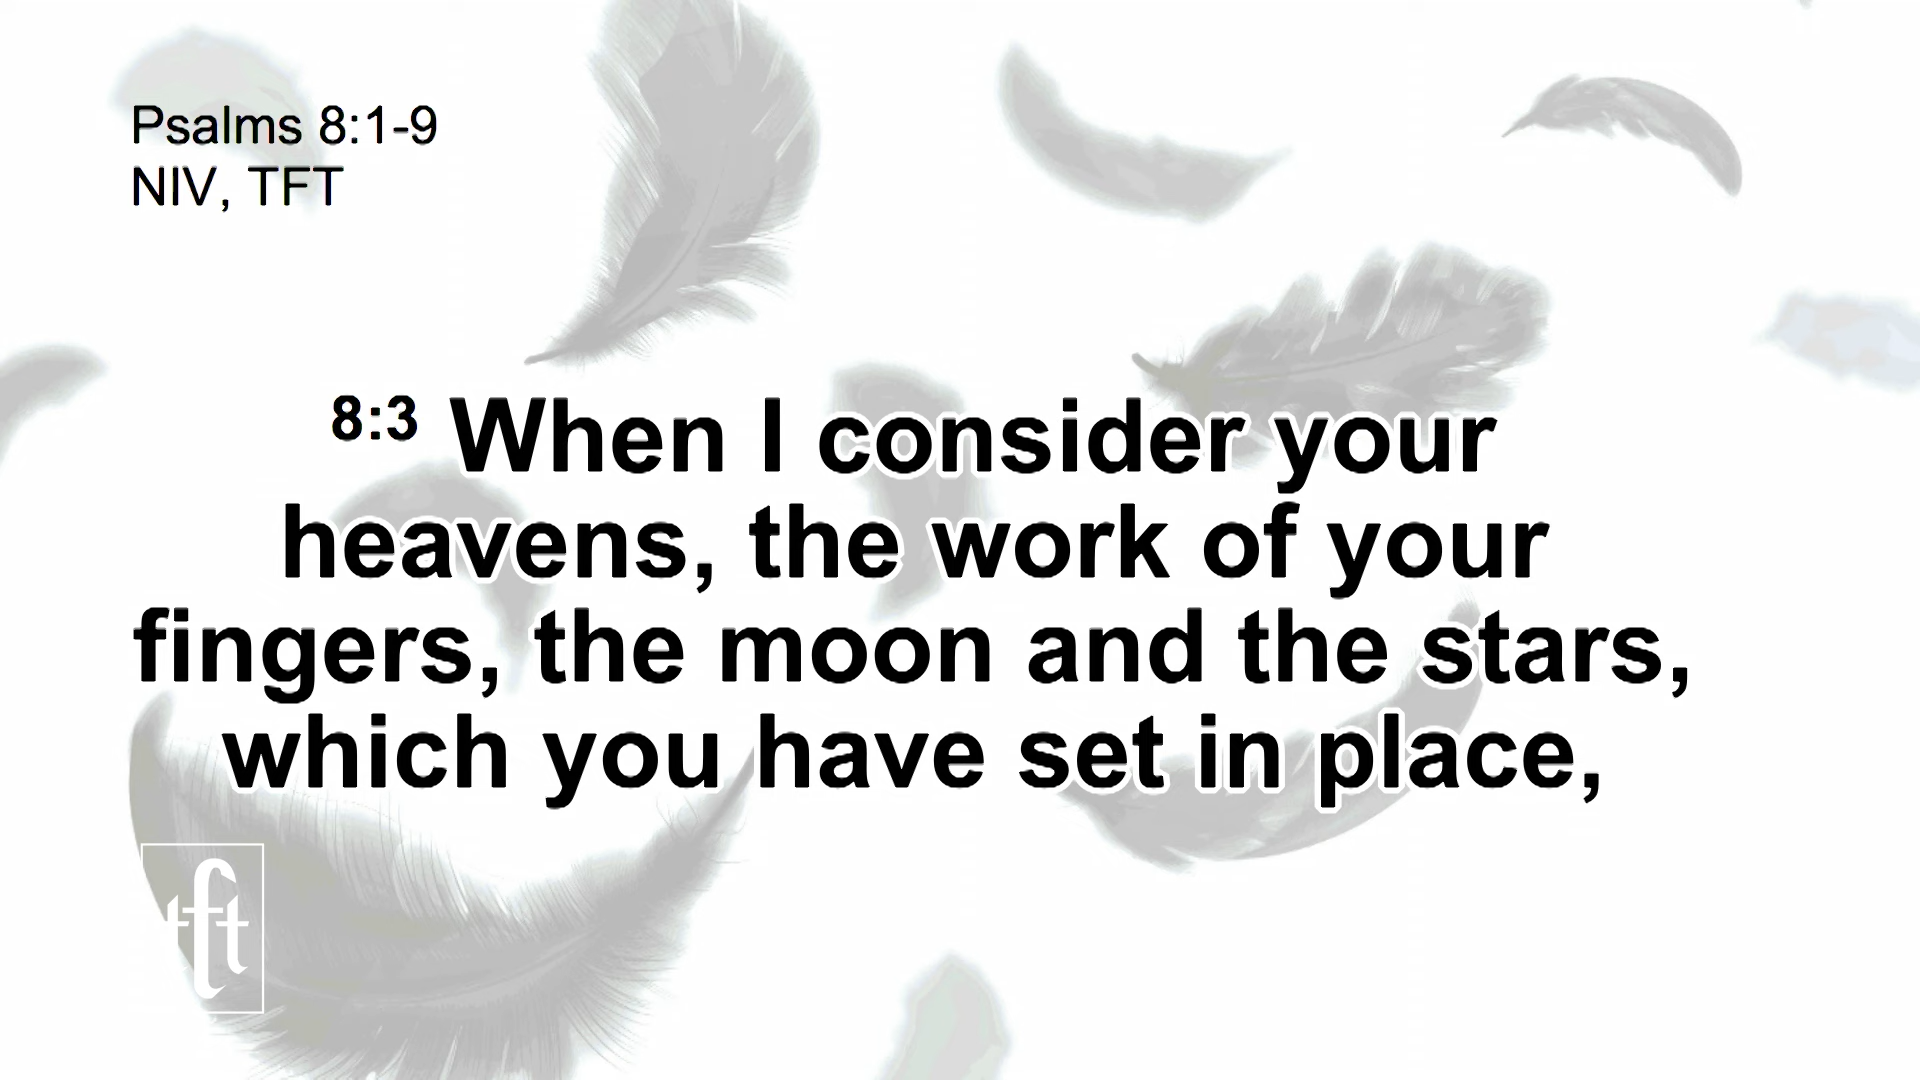 Psalms 8:1-9
NIV, TFT
8:3 When I consider your
heavens, the work of your
fingers, the moon and the stars,
which you have set in place,
tft